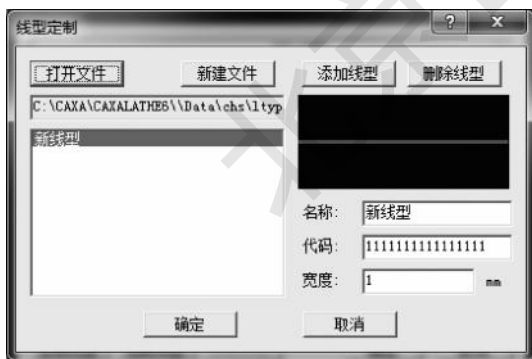 线型定制
打开文件 新建文件 添加线型 删除线型
C:\CAXA\CAXALATHE6\\Data\chs\ltyp
新线型
名称: 新线型
代码: 1111111111111111
宽度: 1 mm
确定 取消